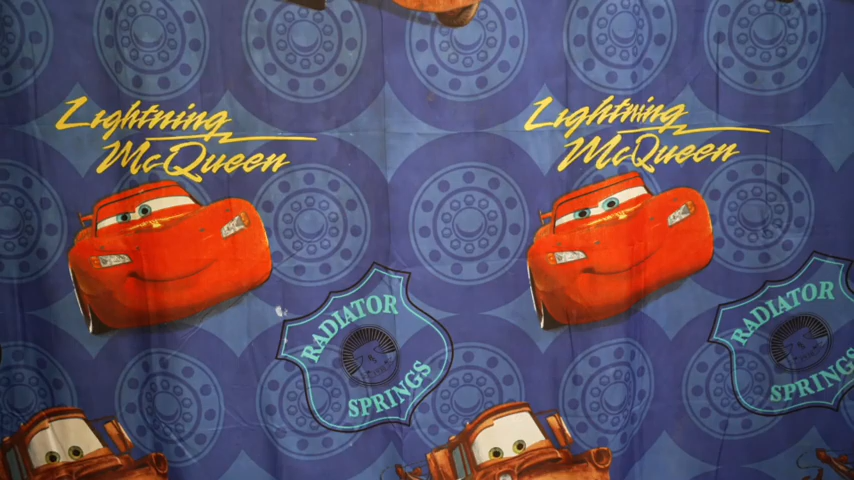 Lightning
McQueen
Lightning
McQueen
RADIATOR
SPRINGS
RADIATOR
SPRINGS